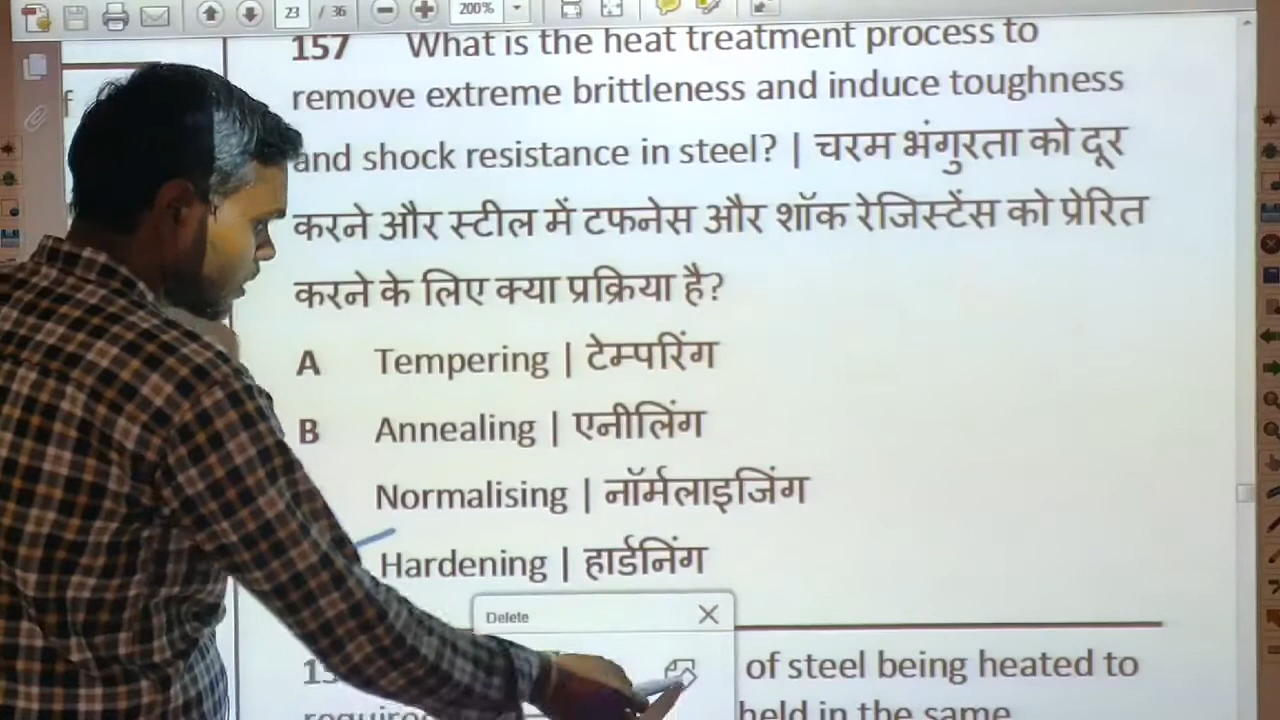 23 / 36 200%
157 What is the heat treatment process to
remove extreme brittleness and induce toughness
and shock resistance in steel? | चरम भंगुरता को दूर
करने और स्टील में टफनेस और शॉक रेजिस्टेंस को प्रेरित
करने के लिए क्या प्रक्रिया है?
A Tempering | टेम्परिंग
B Annealing | एनीलिंग
Normalising | नॉर्मलाइजिंग
Hardening | हार्डनिंग
Delete
of steel being heated to
held in the same